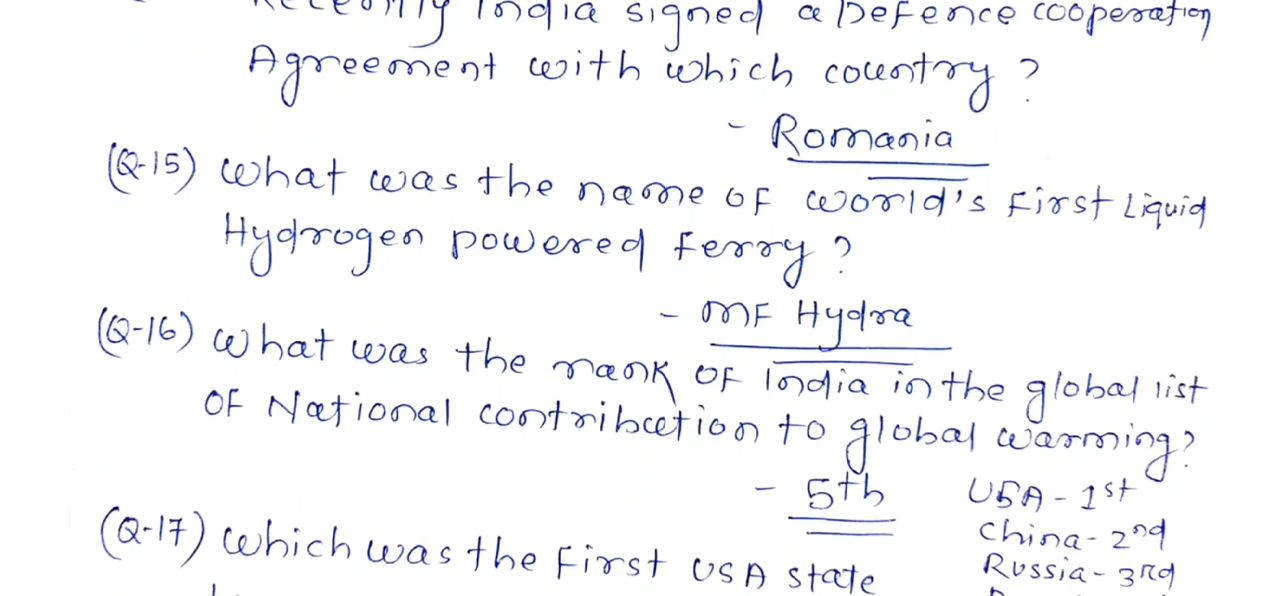 Recently India signed a Defence cooperation
Agreement with which country?
- Romania
(Q-15) What was the name of world's first Liquid
Hydrogen powered ferry?
- MF Hydra
(Q-16) What was the rank of India in the global list
of National contribution to global warming?
- 5th
USA - 1st
China - 2nd
Russia - 3rd
(Q-17) Which was the first USA state